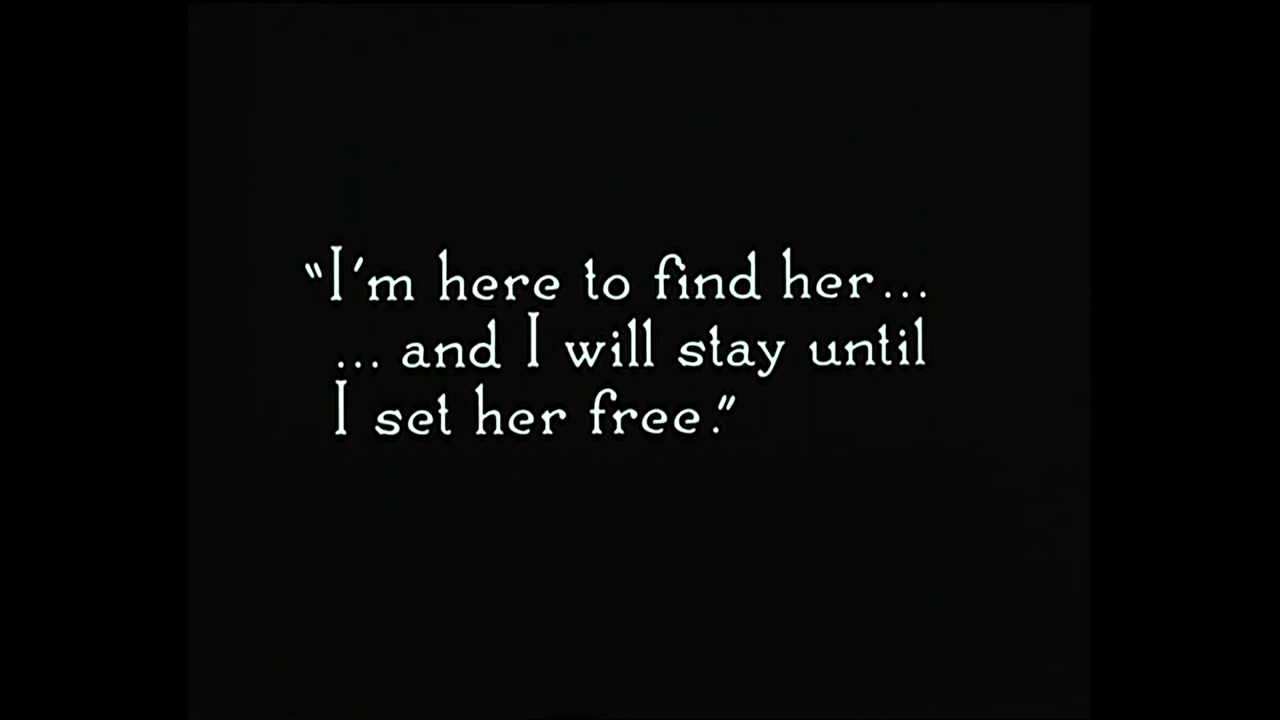 “I'm here to find her...
... and I will stay until
I set her free.”